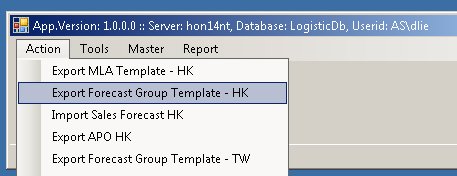 App.Version: 1.0.0.0 :: Server: hon14nt, Database: LogisticDb, Userid: AS\dlie
Action Tools Master Report
Export MLA Template - HK
Export Forecast Group Template - HK
Import Sales Forecast HK
Export APO HK
Export Forecast Group Template - TW